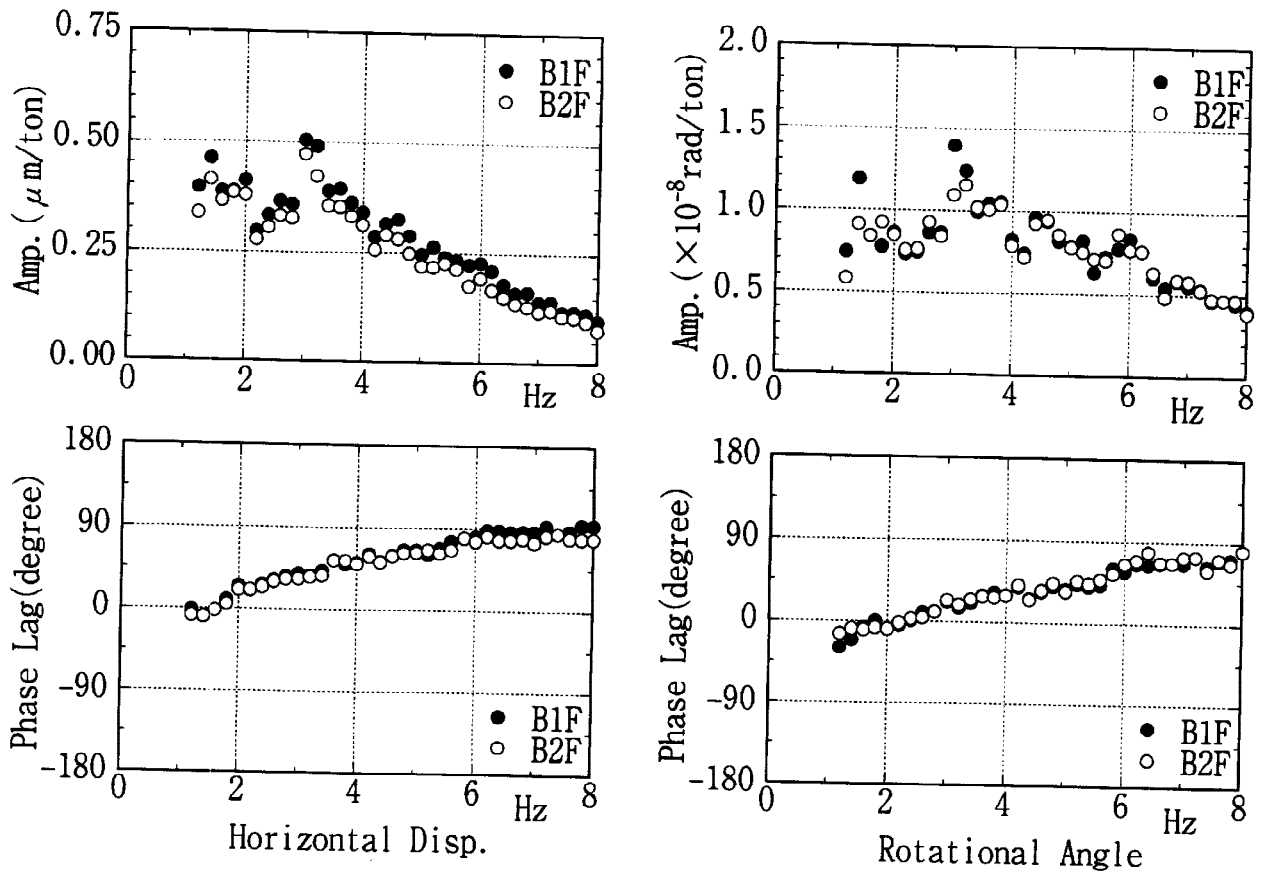 0.75
0.50
0.25
0.00
Amp. (μm/ton)
B1F
B2F
0
2
4
6
8
Hz
2.0
1.5
1.0
0.5
0.0
Amp. (×10⁻⁸rad/ton)
B1F
B2F
0
2
4
6
8
Hz
180
90
0
-90
-180
Phase Lag(degree)
B1F
B2F
0
2
4
6
8
Hz
Horizontal Disp.
180
90
0
-90
-180
Phase Lag(degree)
B1F
B2F
0
2
4
6
8
Hz
Rotational Angle